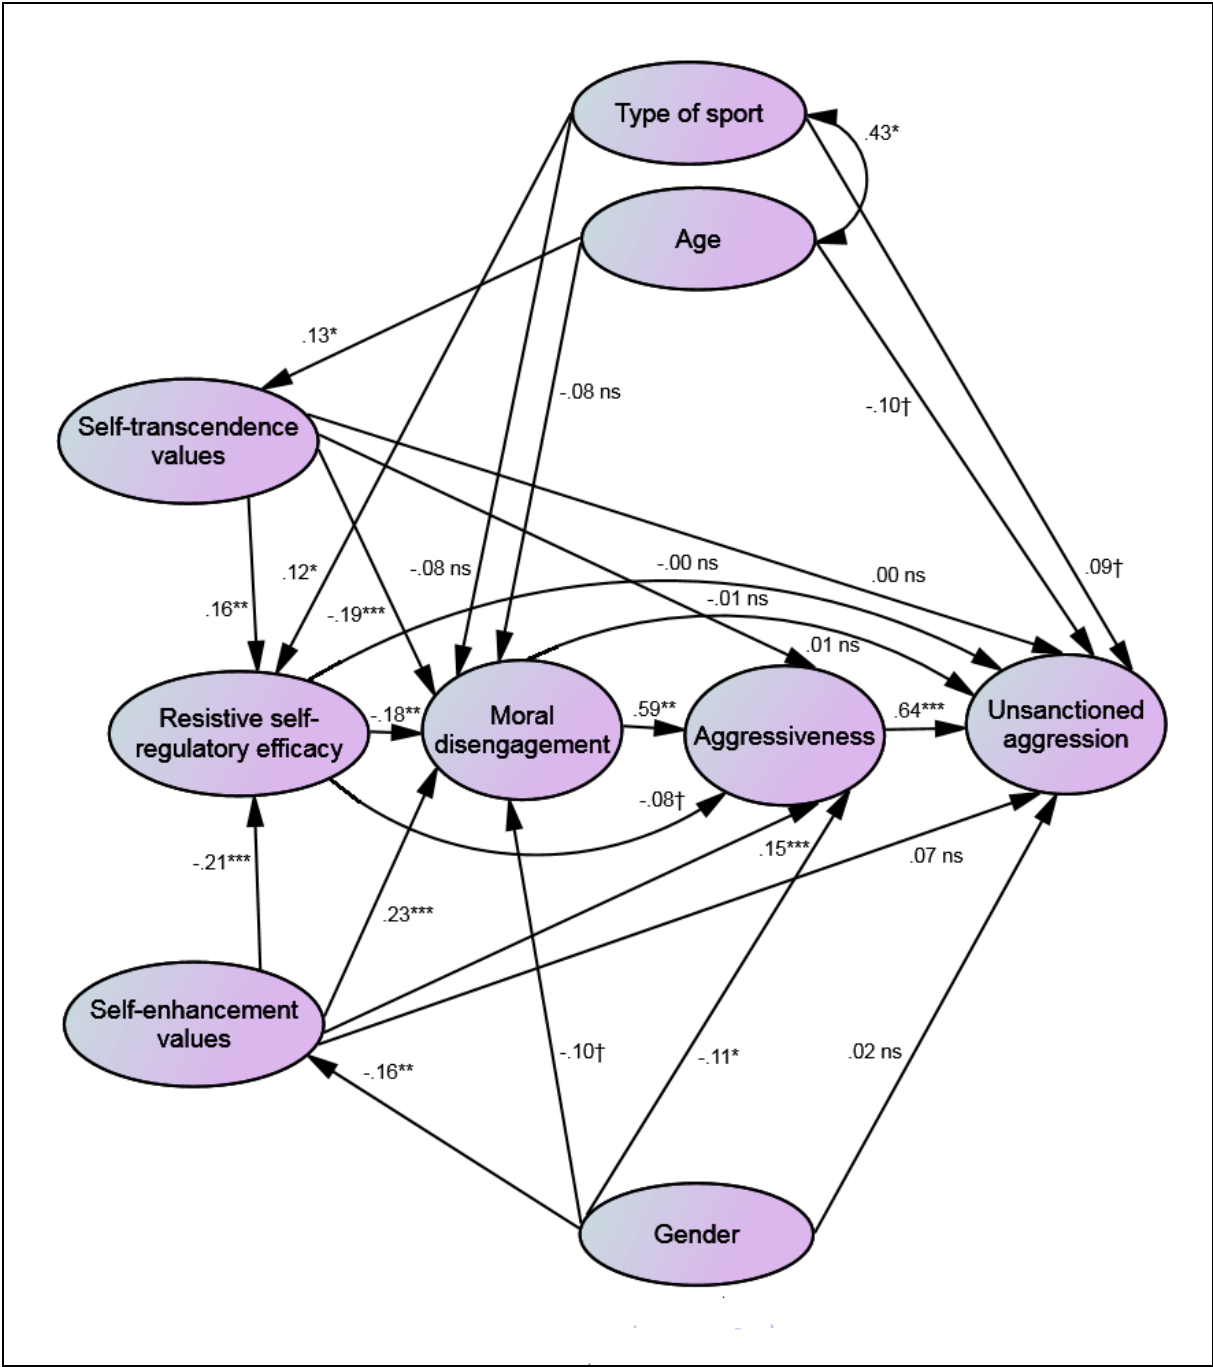 Type of sport
.43*
Age
.13*
-.08 ns
-.10†
Self-transcendence
values
.12*
-.08 ns
-.00 ns
.00 ns
.09†
.16**
-.19***
-.01 ns
.01 ns
Resistive self-
regulatory efficacy
-.18**
Moral
disengagement
.59**
Aggressiveness
.64***
Unsanctioned
aggression
-.08†
-.21***
.15***
.07 ns
.23***
Self-enhancement
values
-.16**
-.10†
-.11*
.02 ns
Gender